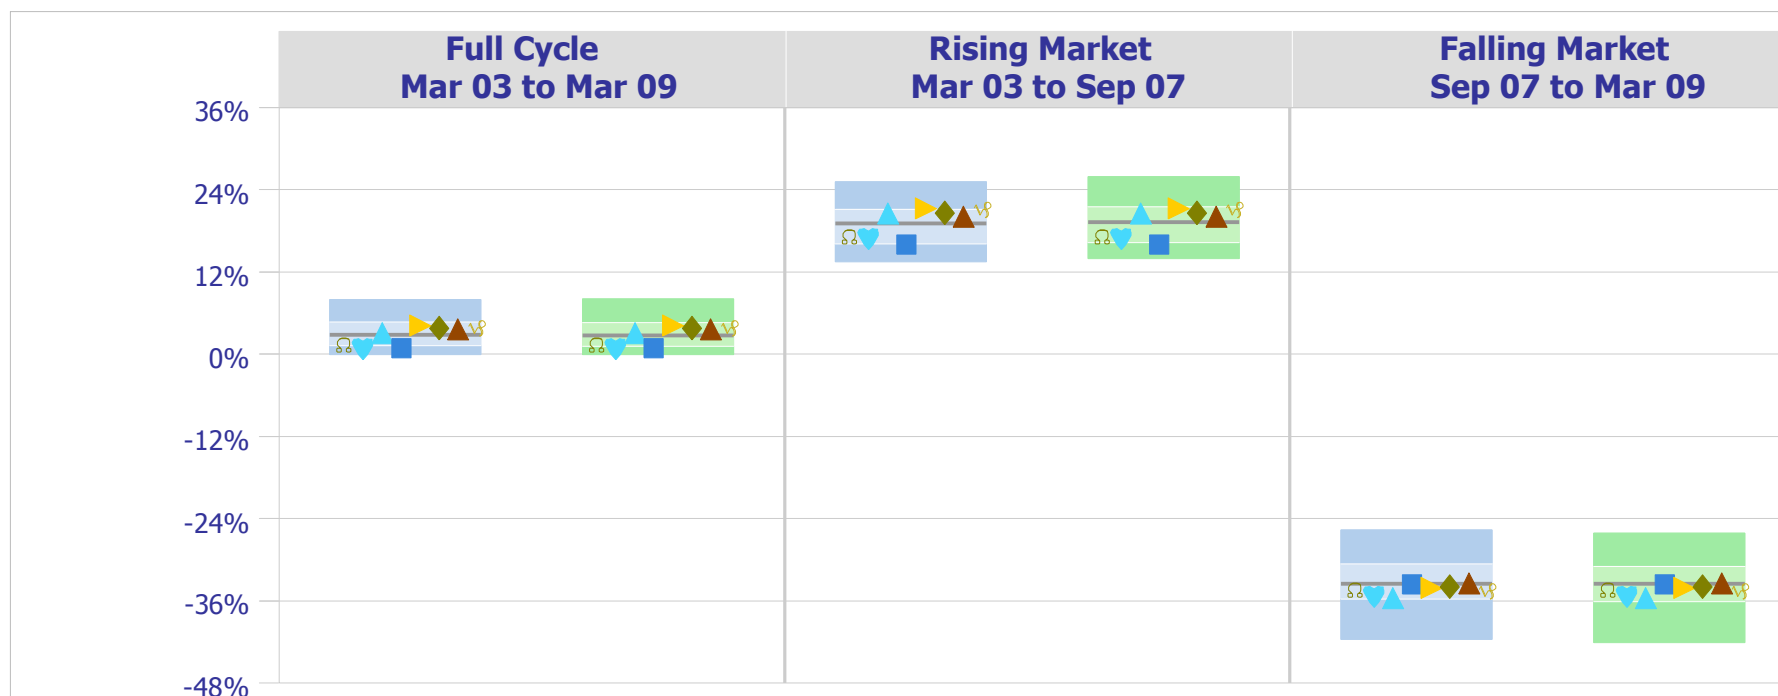 Full Cycle
Mar 03 to Mar 09
Rising Market
Mar 03 to Sep 07
Falling Market
Sep 07 to Mar 09
36%
24%
12%
0%
-12%
-24%
-36%
-48%